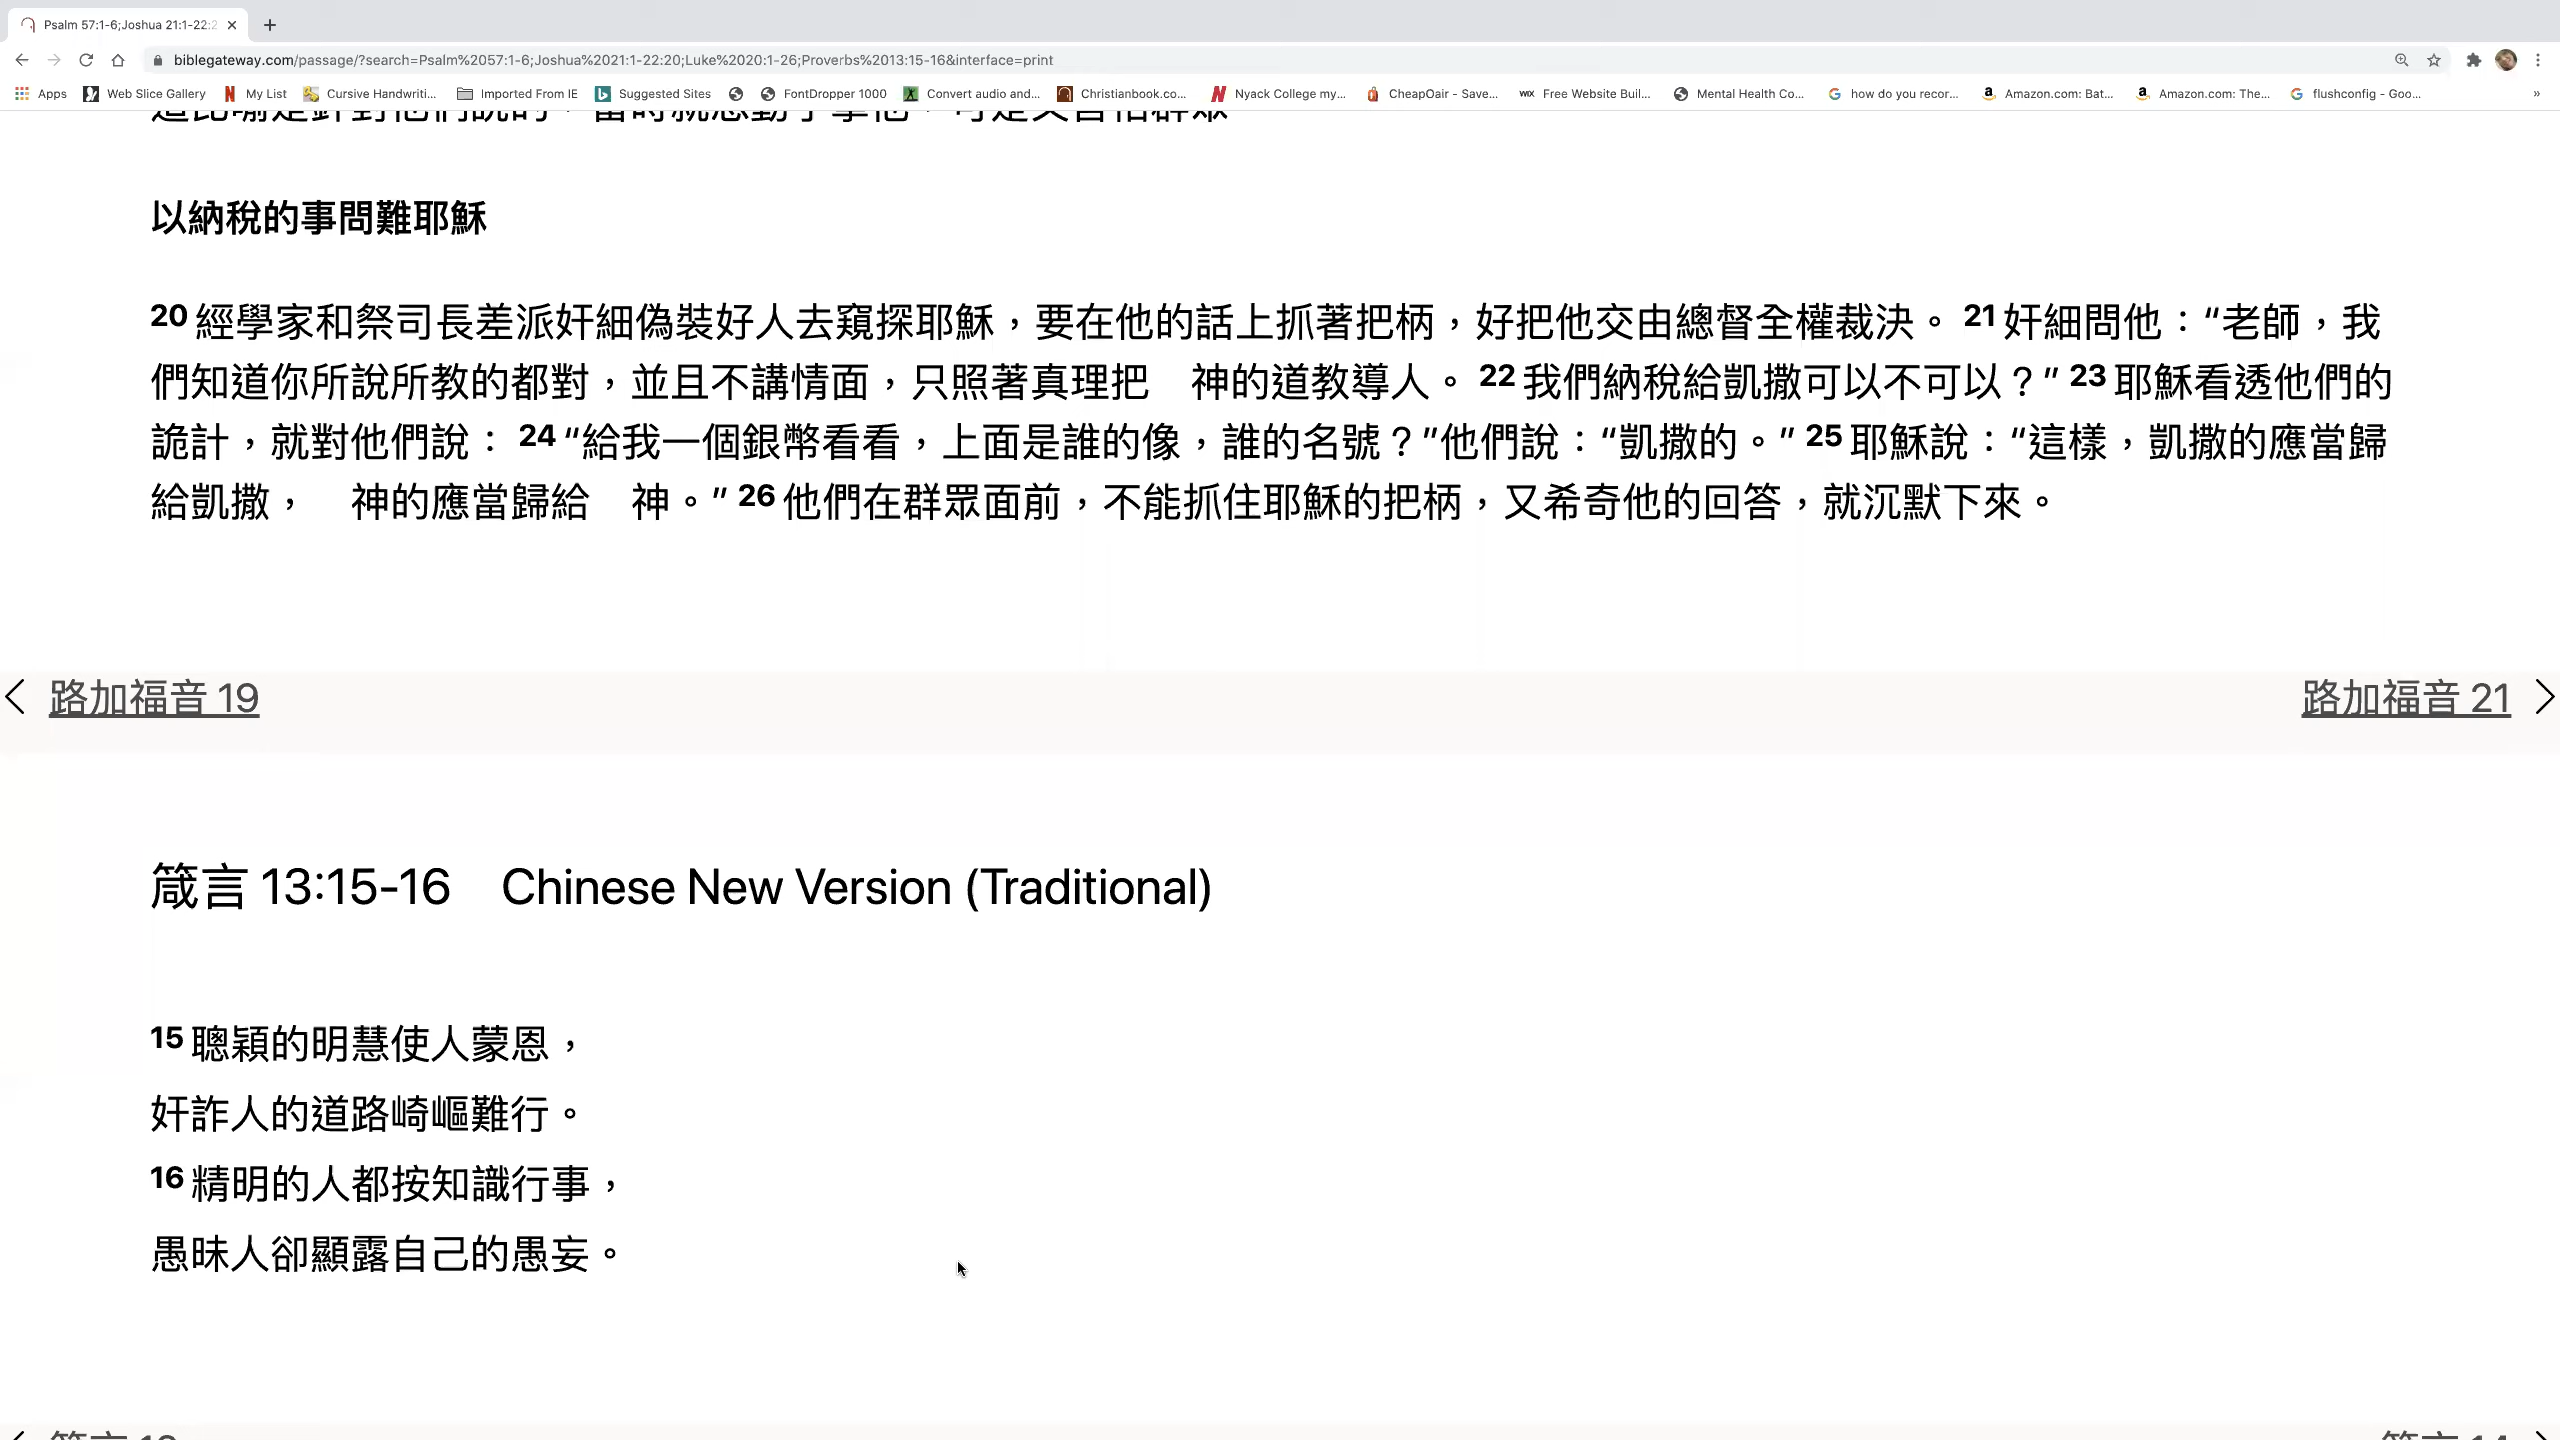 Psalm 57:1-6;Joshua 21:1-22:2
biblegateway.com/passage/?search=Psalm%2057:1-6;Joshua%2021:1-22:20;Luke%2020:1-26;Proverbs%2013:15-16&interface=print
Apps Web Slice Gallery My List Cursive Handwriti... Imported From IE Suggested Sites FontDropper 1000 Convert audio and... Christianbook.co... Nyack College my... CheapOair - Save... Free Website Buil... Mental Health Co... how do you recor... Amazon.com: Bat... Amazon.com: The... flushconfig - Goo... »
以納稅的事問難耶穌
20 經學家和祭司長差派奸細偽裝好人去窺探耶穌，要在他的話上抓著把柄，好把他交由總督全權裁決。 21 奸細問他：“老師，我
們知道你所說所教的都對，並且不講情面，只照著真理把　神的道教導人。 22 我們納稅給凱撒可以不可以？” 23 耶穌看透他們的
詭計，就對他們說： 24 “給我一個銀幣看看，上面是誰的像，誰的名號？”他們說：“凱撒的。” 25 耶穌說：“這樣，凱撒的應當歸
給凱撒，　神的應當歸給　神。” 26 他們在群眾面前，不能抓住耶穌的把柄，又希奇他的回答，就沉默下來。
路加福音 19 路加福音 21
箴言 13:15-16 Chinese New Version (Traditional)
15 聰穎的明慧使人蒙恩，
奸詐人的道路崎嶇難行。
16 精明的人都按知識行事，
愚昧人卻顯露自己的愚妄。